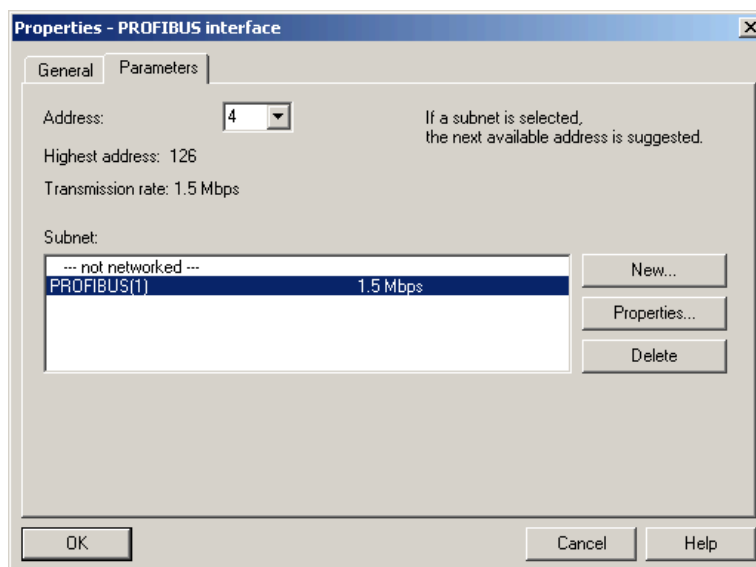 Properties - PROFIBUS interface
General Parameters
Address: 4
If a subnet is selected,
the next available address is suggested.
Highest address: 126
Transmission rate: 1.5 Mbps
Subnet:
--- not networked ---
PROFIBUS(1) 1.5 Mbps
New...
Properties...
Delete
OK Cancel Help